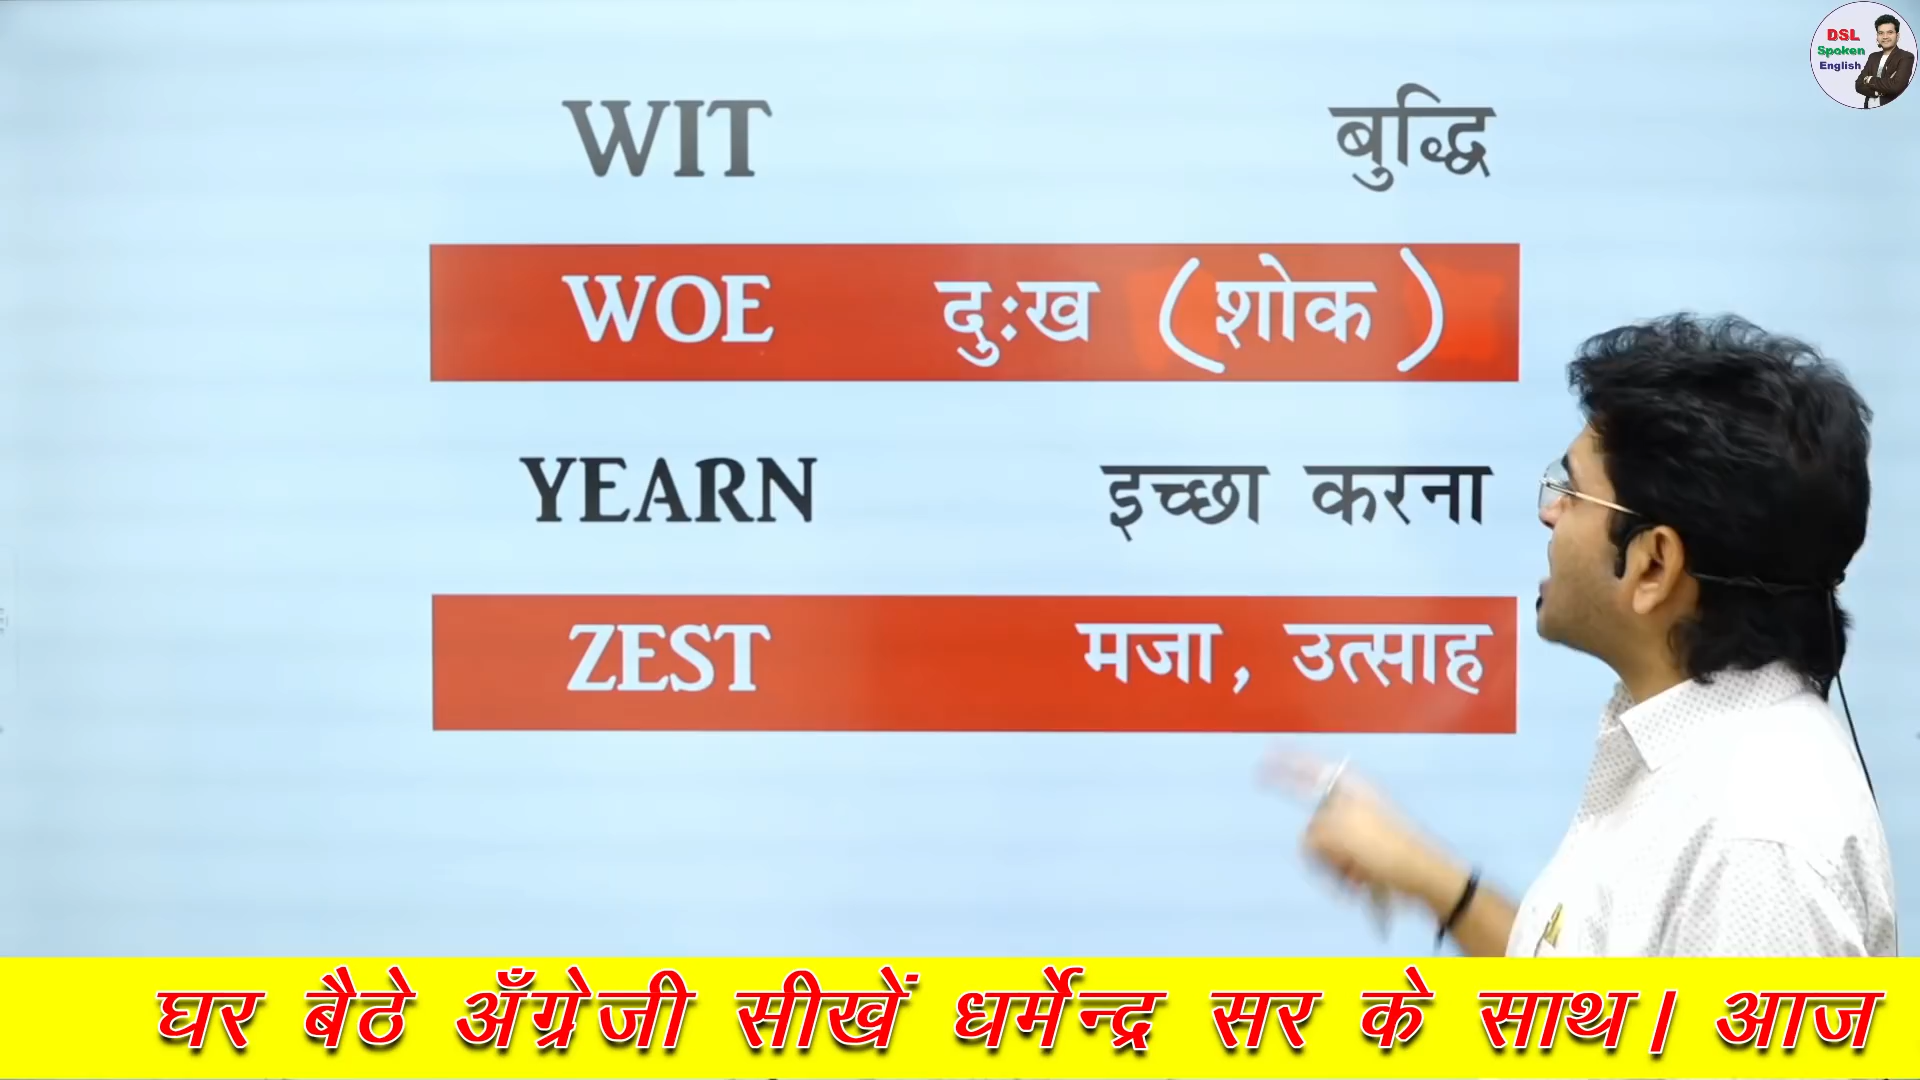 DSL
Spoken
English
WIT बुद्धि
WOE दुःख (शोक)
YEARN इच्छा करना
ZEST मजा, उत्साह
घर बैठे अँग्रेजी सीखें धर्मेन्द्र सर के साथ। आज